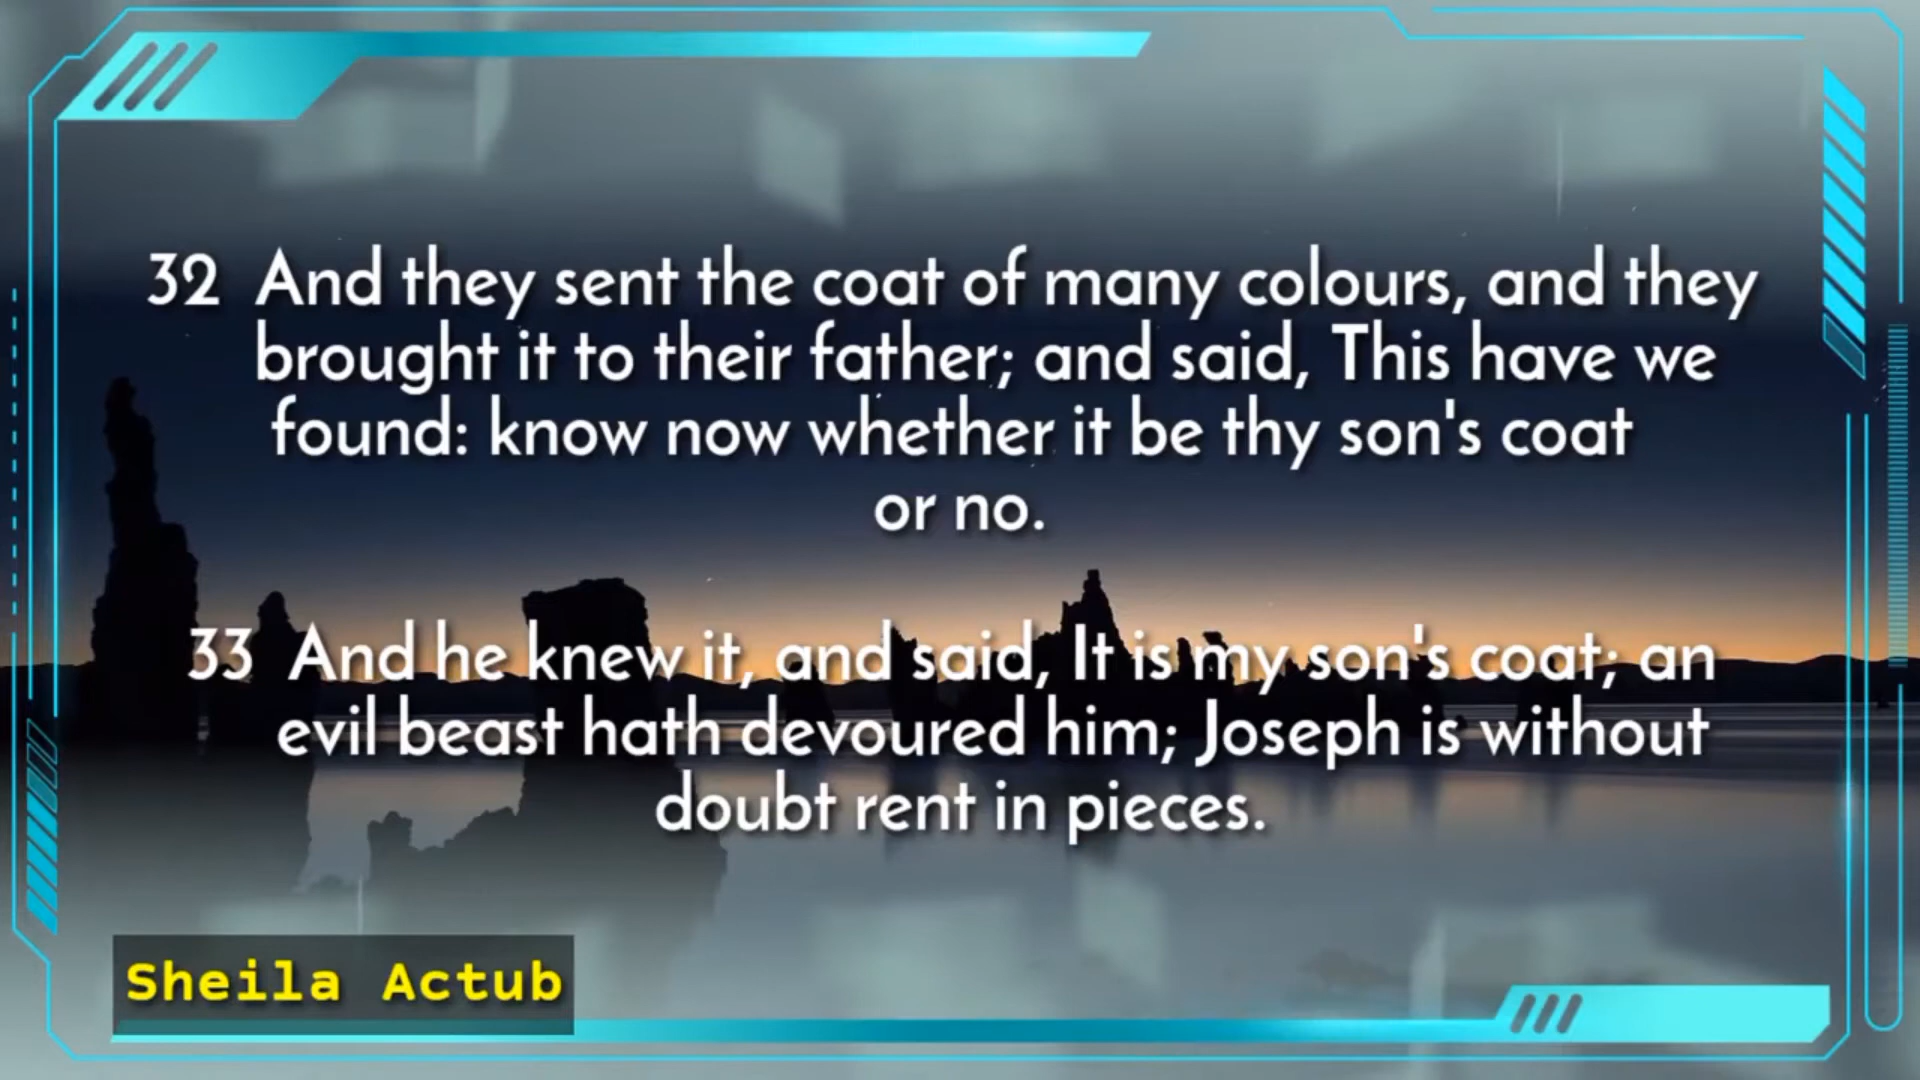 32 And they sent the coat of many colours, and they
brought it to their father; and said, This have we
found: know now whether it be thy son's coat
or no.
33 And he knew it, and said, It is my son's coat; an
evil beast hath devoured him; Joseph is without
doubt rent in pieces.
Sheila Actub